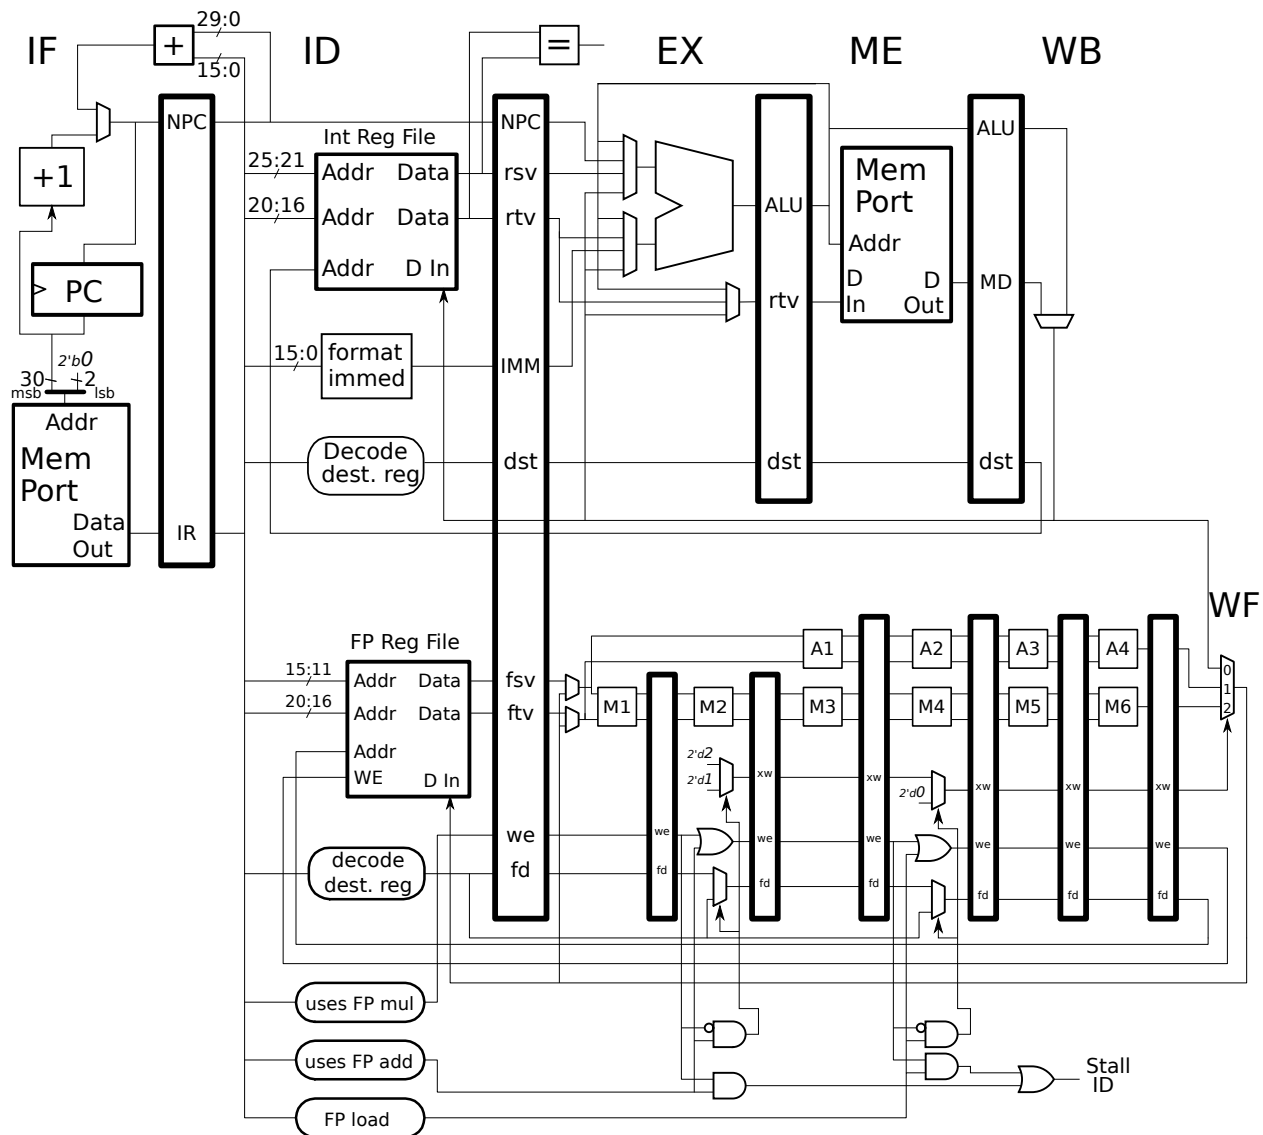 IF
ID
EX
ME
WB
29:0
+
15:0
=
NPC
+1
PC
2'b0
30
2
msb
lsb
Addr
Mem
Port
Data
Out
IR
Int Reg File
25:21
Addr
Data
20:16
Addr
Data
Addr
D In
15:0
format
immed
Decode
dest. reg
NPC
rsv
rtv
IMM
dst
ALU
rtv
dst
Mem
Port
Addr
D
In
D
Out
ALU
MD
dst
WF
FP Reg File
15:11
Addr
Data
20:16
Addr
Data
Addr
WE
D In
fsv
ftv
we
fd
decode
dest. reg
A1
A2
A3
A4
M1
M2
M3
M4
M5
M6
0
1
2
2'd2
2'd1
2'd0
xw
xw
xw
xw
xw
we
we
we
we
we
we
fd
fd
fd
fd
fd
fd
uses FP mul
uses FP add
FP load
Stall
ID